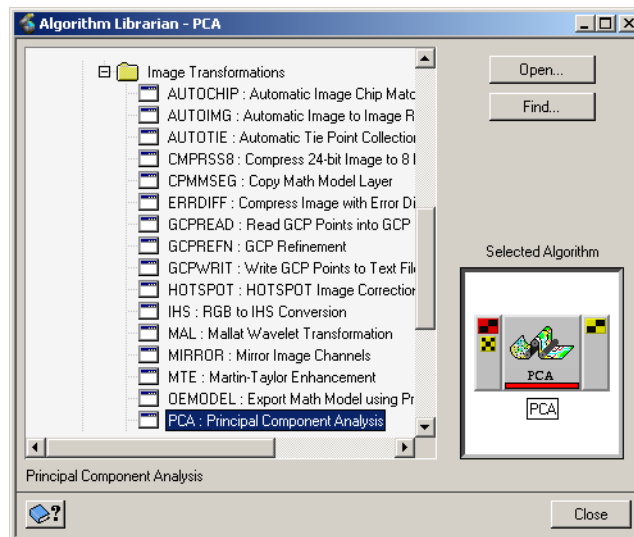 Algorithm Librarian - PCA
Image Transformations
AUTOCHIP : Automatic Image Chip Matc
AUTOIMG : Automatic Image to Image R
AUTOTIE : Automatic Tie Point Collection
CMPRSS8 : Compress 24-bit Image to 8 
CPMMSEG : Copy Math Model Layer
ERRDIFF : Compress Image with Error Di
GCPREAD : Read GCP Points into GCP
GCPREFN : GCP Refinement
GCPWRIT : Write GCP Points to Text File
HOTSPOT : HOTSPOT Image Correction
IHS : RGB to IHS Conversion
MAL : Mallat Wavelet Transformation
MIRROR : Mirror Image Channels
MTE : Martin-Taylor Enhancement
OEMODEL : Export Math Model using Pr
PCA : Principal Component Analysis
Principal Component Analysis
Open...
Find...
Selected Algorithm
PCA
PCA
?
Close